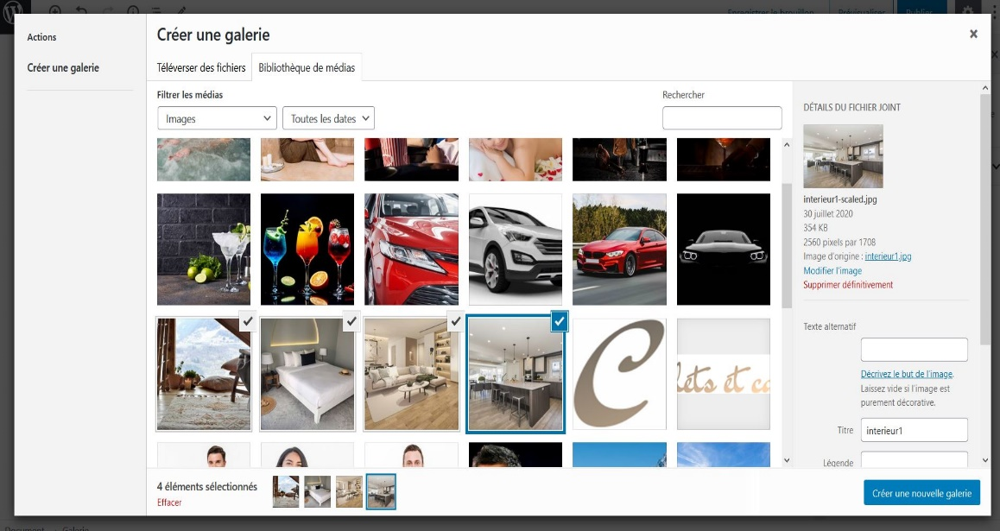 Enregistrer le brouillon
Prévisualiser
Publier
Actions
Créer une galerie
Créer une galerie
Téléverser des fichiers
Bibliothèque de médias
Filtrer les médias
Images
Toutes les dates
Rechercher
DÉTAILS DU FICHIER JOINT
interieur1-scaled.jpg
30 juillet 2020
354 KB
2560 pixels par 1708
Image d'origine : interieur1.jpg
Modifier l'image
Supprimer définitivement
Texte alternatif
Décrivez le but de l'image.
Laissez vide si l'image est
purement décorative.
Titre
interieur1
Légende
C
lets et ca
4 éléments sélectionnés
Effacer
Créer une nouvelle galerie
Document
Galerie